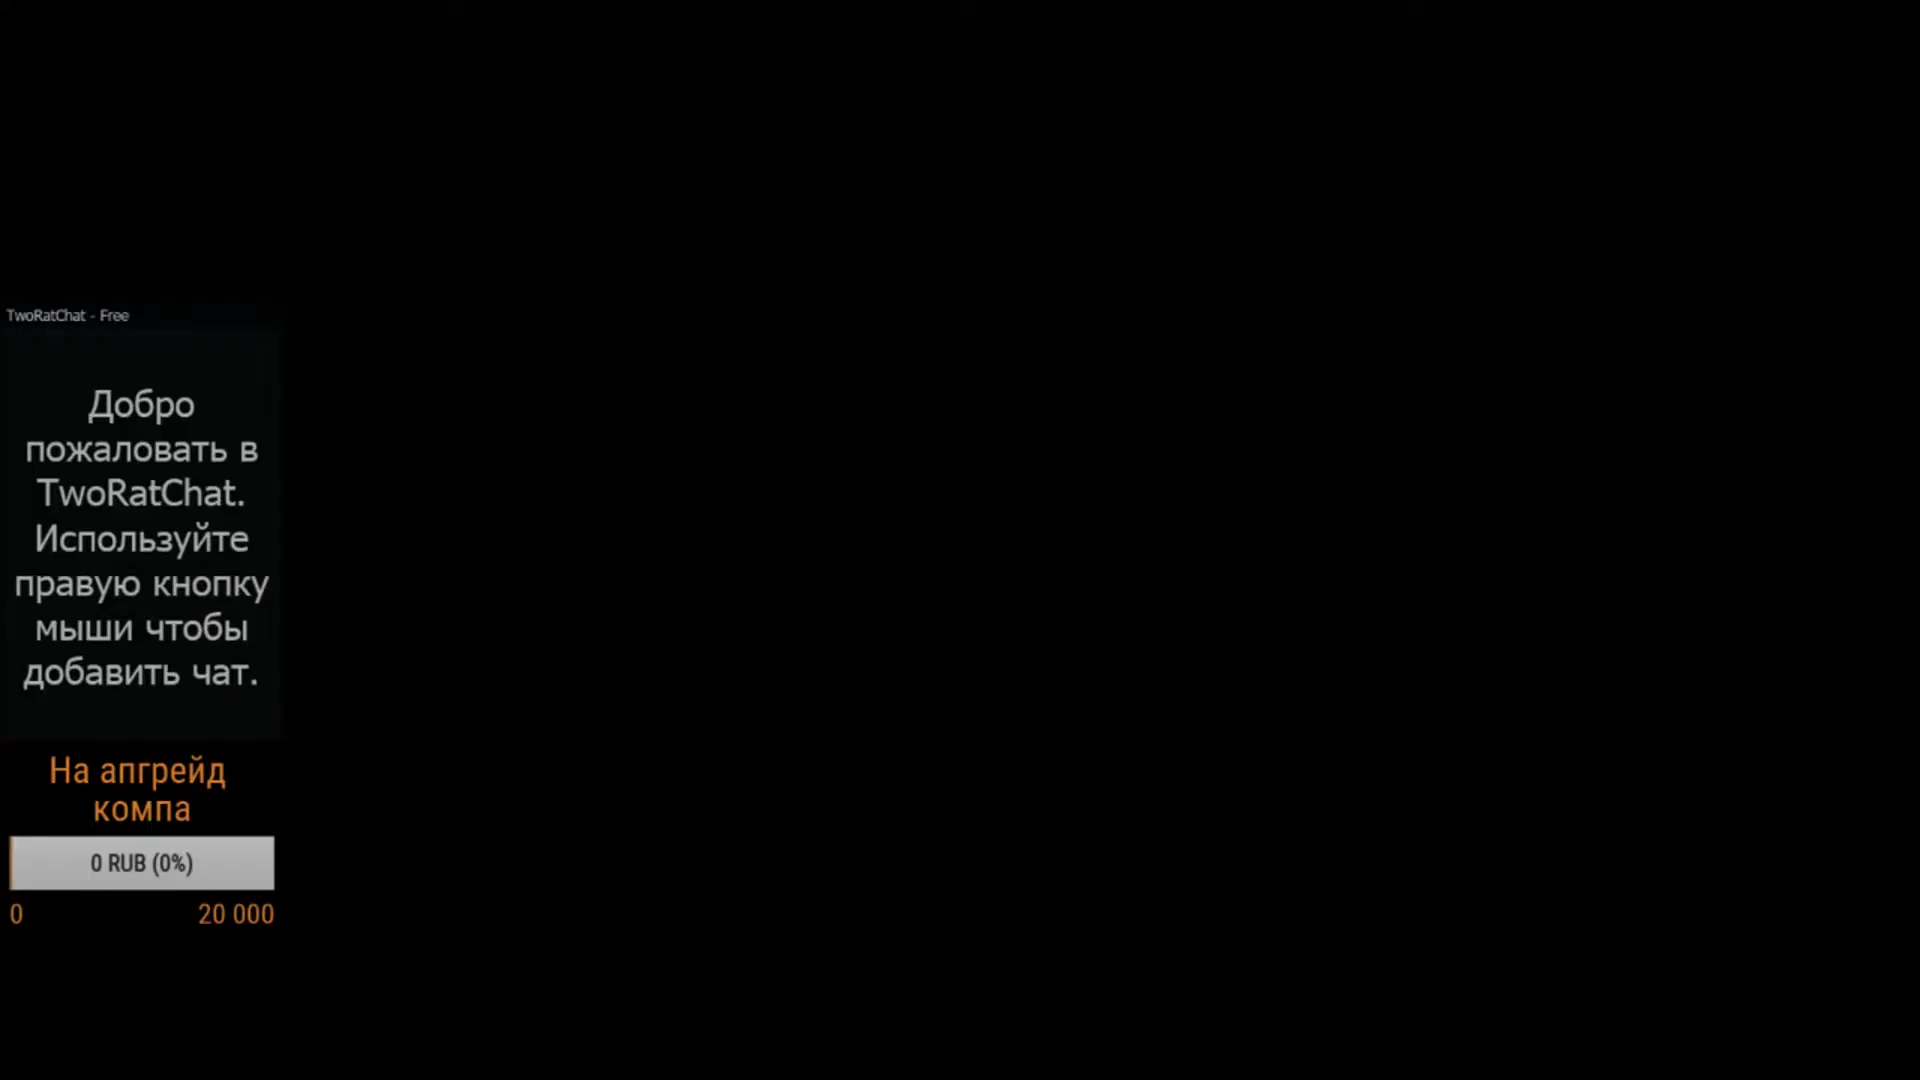 TwoRatChat - Free
Добро
пожаловать в
TwoRatChat.
Используйте
правую кнопку
мыши чтобы
добавить чат.
На апгрейд
компа
0 RUB (0%)
0 20 000